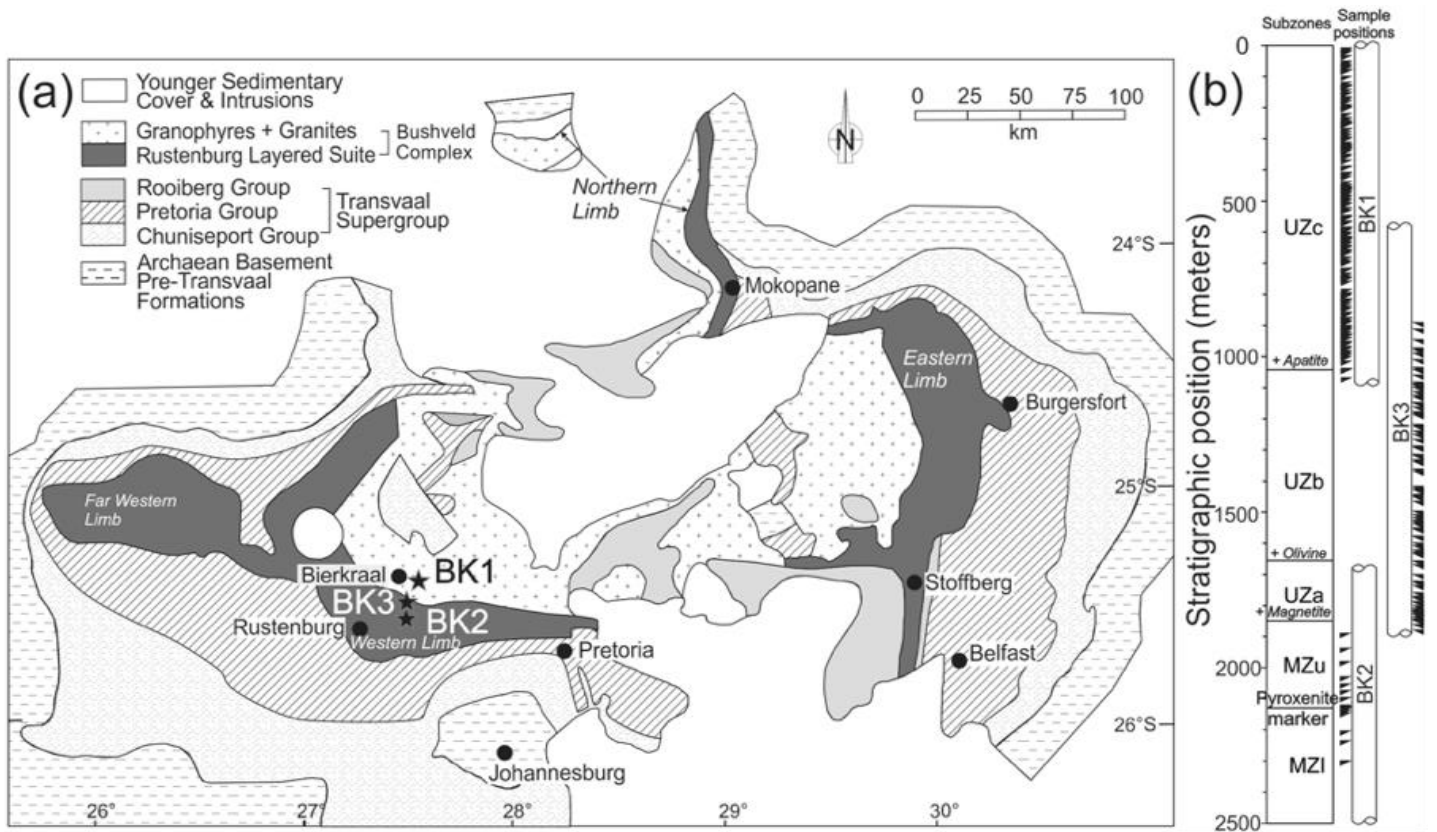 (a)
Younger Sedimentary
Cover & Intrusions
Granophyres + Granites
Rustenburg Layered Suite
Bushveld
Complex
Rooiberg Group
Pretoria Group
Chuniseport Group
Transvaal
Supergroup
Archaean Basement
Pre-Transvaal
Formations
Northern
Limb
N
0 25 50 75 100
km
24°S
Mokopane
Eastern
Limb
Burgersfort
25°S
Far Western
Limb
Bierkraal
BK1
BK3
BK2
Rustenburg
Western Limb
Pretoria
Stoffberg
Belfast
26°S
Johannesburg
26° 27° 28° 29° 30°
(b)
Subzones
Sample
positions
Stratigraphic position (meters)
0
500
1000
1500
2000
2500
UZc
+ Apatite
UZb
+ Olivine
UZa
+ Magnetite
MZu
Pyroxenite
marker
MZl
BK1
BK3
BK2